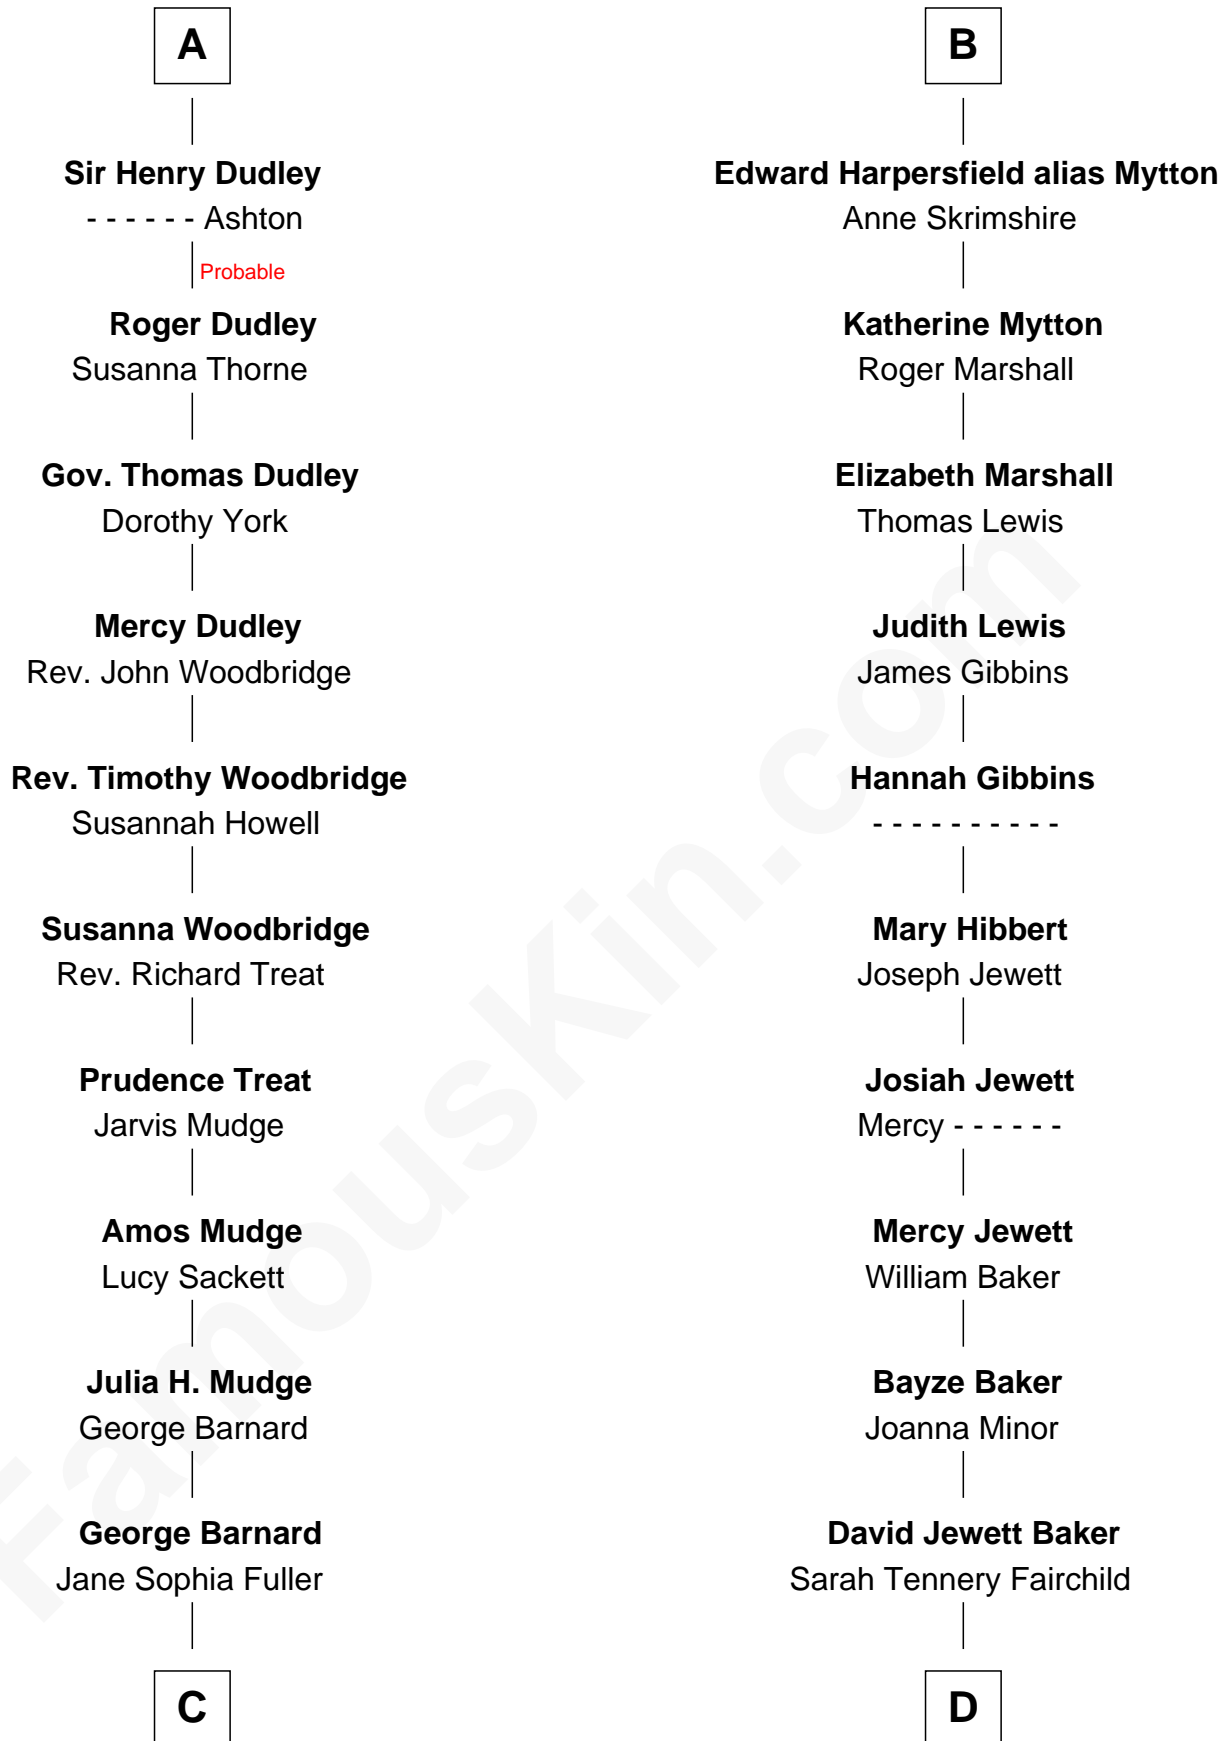 A
Sir Henry Dudley
- - - - - - Ashton
Probable
Roger Dudley
Susanna Thorne
Gov. Thomas Dudley
Dorothy York
Mercy Dudley
Rev. John Woodbridge
Rev. Timothy Woodbridge
Susannah Howell
Susanna Woodbridge
Rev. Richard Treat
Prudence Treat
Jarvis Mudge
Amos Mudge
Lucy Sackett
Julia H. Mudge
George Barnard
George Barnard
Jane Sophia Fuller
C
B
Edward Harpersfield alias Mytton
Anne Skrimshire
Katherine Mytton
Roger Marshall
Elizabeth Marshall
Thomas Lewis
Judith Lewis
James Gibbins
Hannah Gibbins
- - - - - - - - - -
Mary Hibbert
Joseph Jewett
Josiah Jewett
Mercy - - - - - -
Mercy Jewett
William Baker
Bayze Baker
Joanna Minor
David Jewett Baker
Sarah Tennery Fairchild
D
FamousKin.com